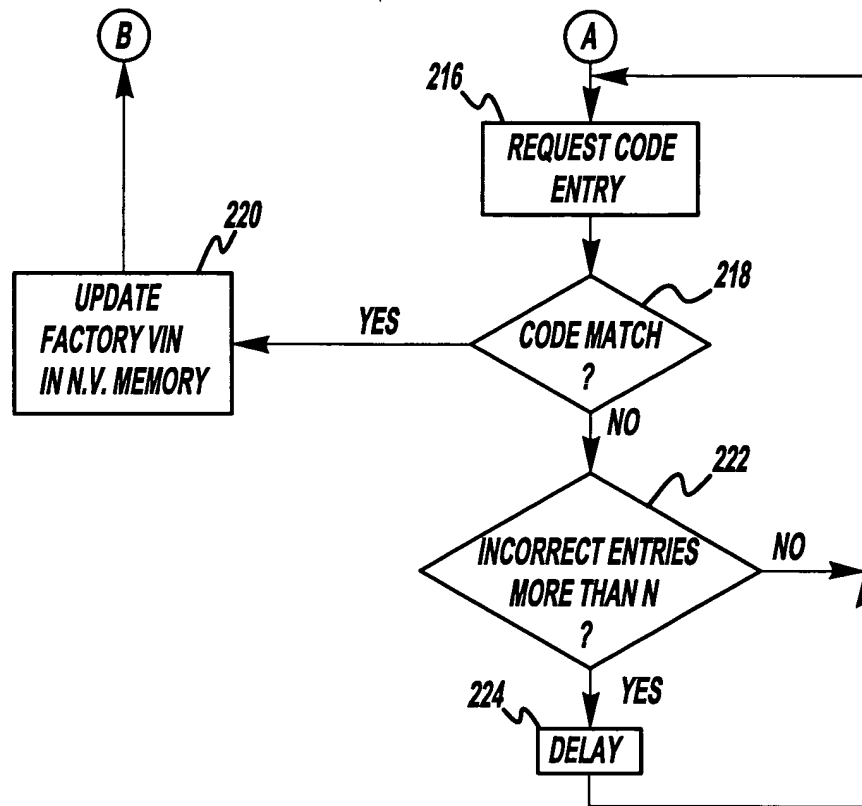 B
A
216
REQUEST CODE
ENTRY
220
218
UPDATE
FACTORY VIN
IN N.V. MEMORY
YES
CODE MATCH
?
NO
222
INCORRECT ENTRIES
MORE THAN N
?
NO
YES
224
DELAY